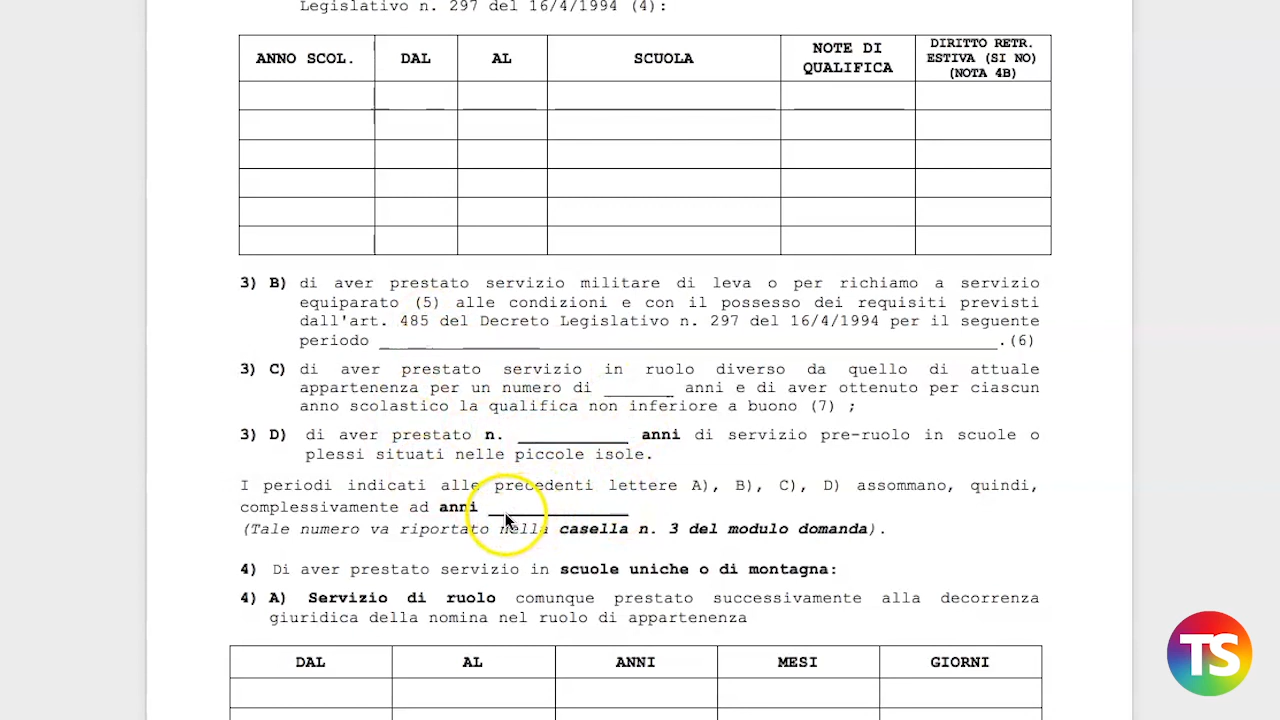 Legislativo n. 297 del 16/4/1994 (4):
ANNO SCOL.
DAL
AL
SCUOLA
NOTE DI
QUALIFICA
DIRITTO RETR.
ESTIVA (SI NO)
(NOTA 4B)
3) B) di aver prestato servizio militare di leva o per richiamo a servizio
equiparato (5) alle condizioni e con il possesso dei requisiti previsti
dall'art. 485 del Decreto Legislativo n. 297 del 16/4/1994 per il seguente
periodo ____________________.(6)
3) C) di aver prestato servizio in ruolo diverso da quello di attuale
appartenenza per un numero di _______ anni e di aver ottenuto per ciascun
anno scolastico la qualifica non inferiore a buono (7) ;
3) D) di aver prestato n. ___________ anni di servizio pre-ruolo in scuole o
plessi situati nelle piccole isole.
I periodi indicati alle precedenti lettere A), B), C), D) assommano, quindi,
complessivamente ad anni ______________
(Tale numero va riportato nella casella n. 3 del modulo domanda).
4) Di aver prestato servizio in scuole uniche o di montagna:
4) A) Servizio di ruolo comunque prestato successivamente alla decorrenza
giuridica della nomina nel ruolo di appartenenza
DAL
AL
ANNI
MESI
GIORNI
TS